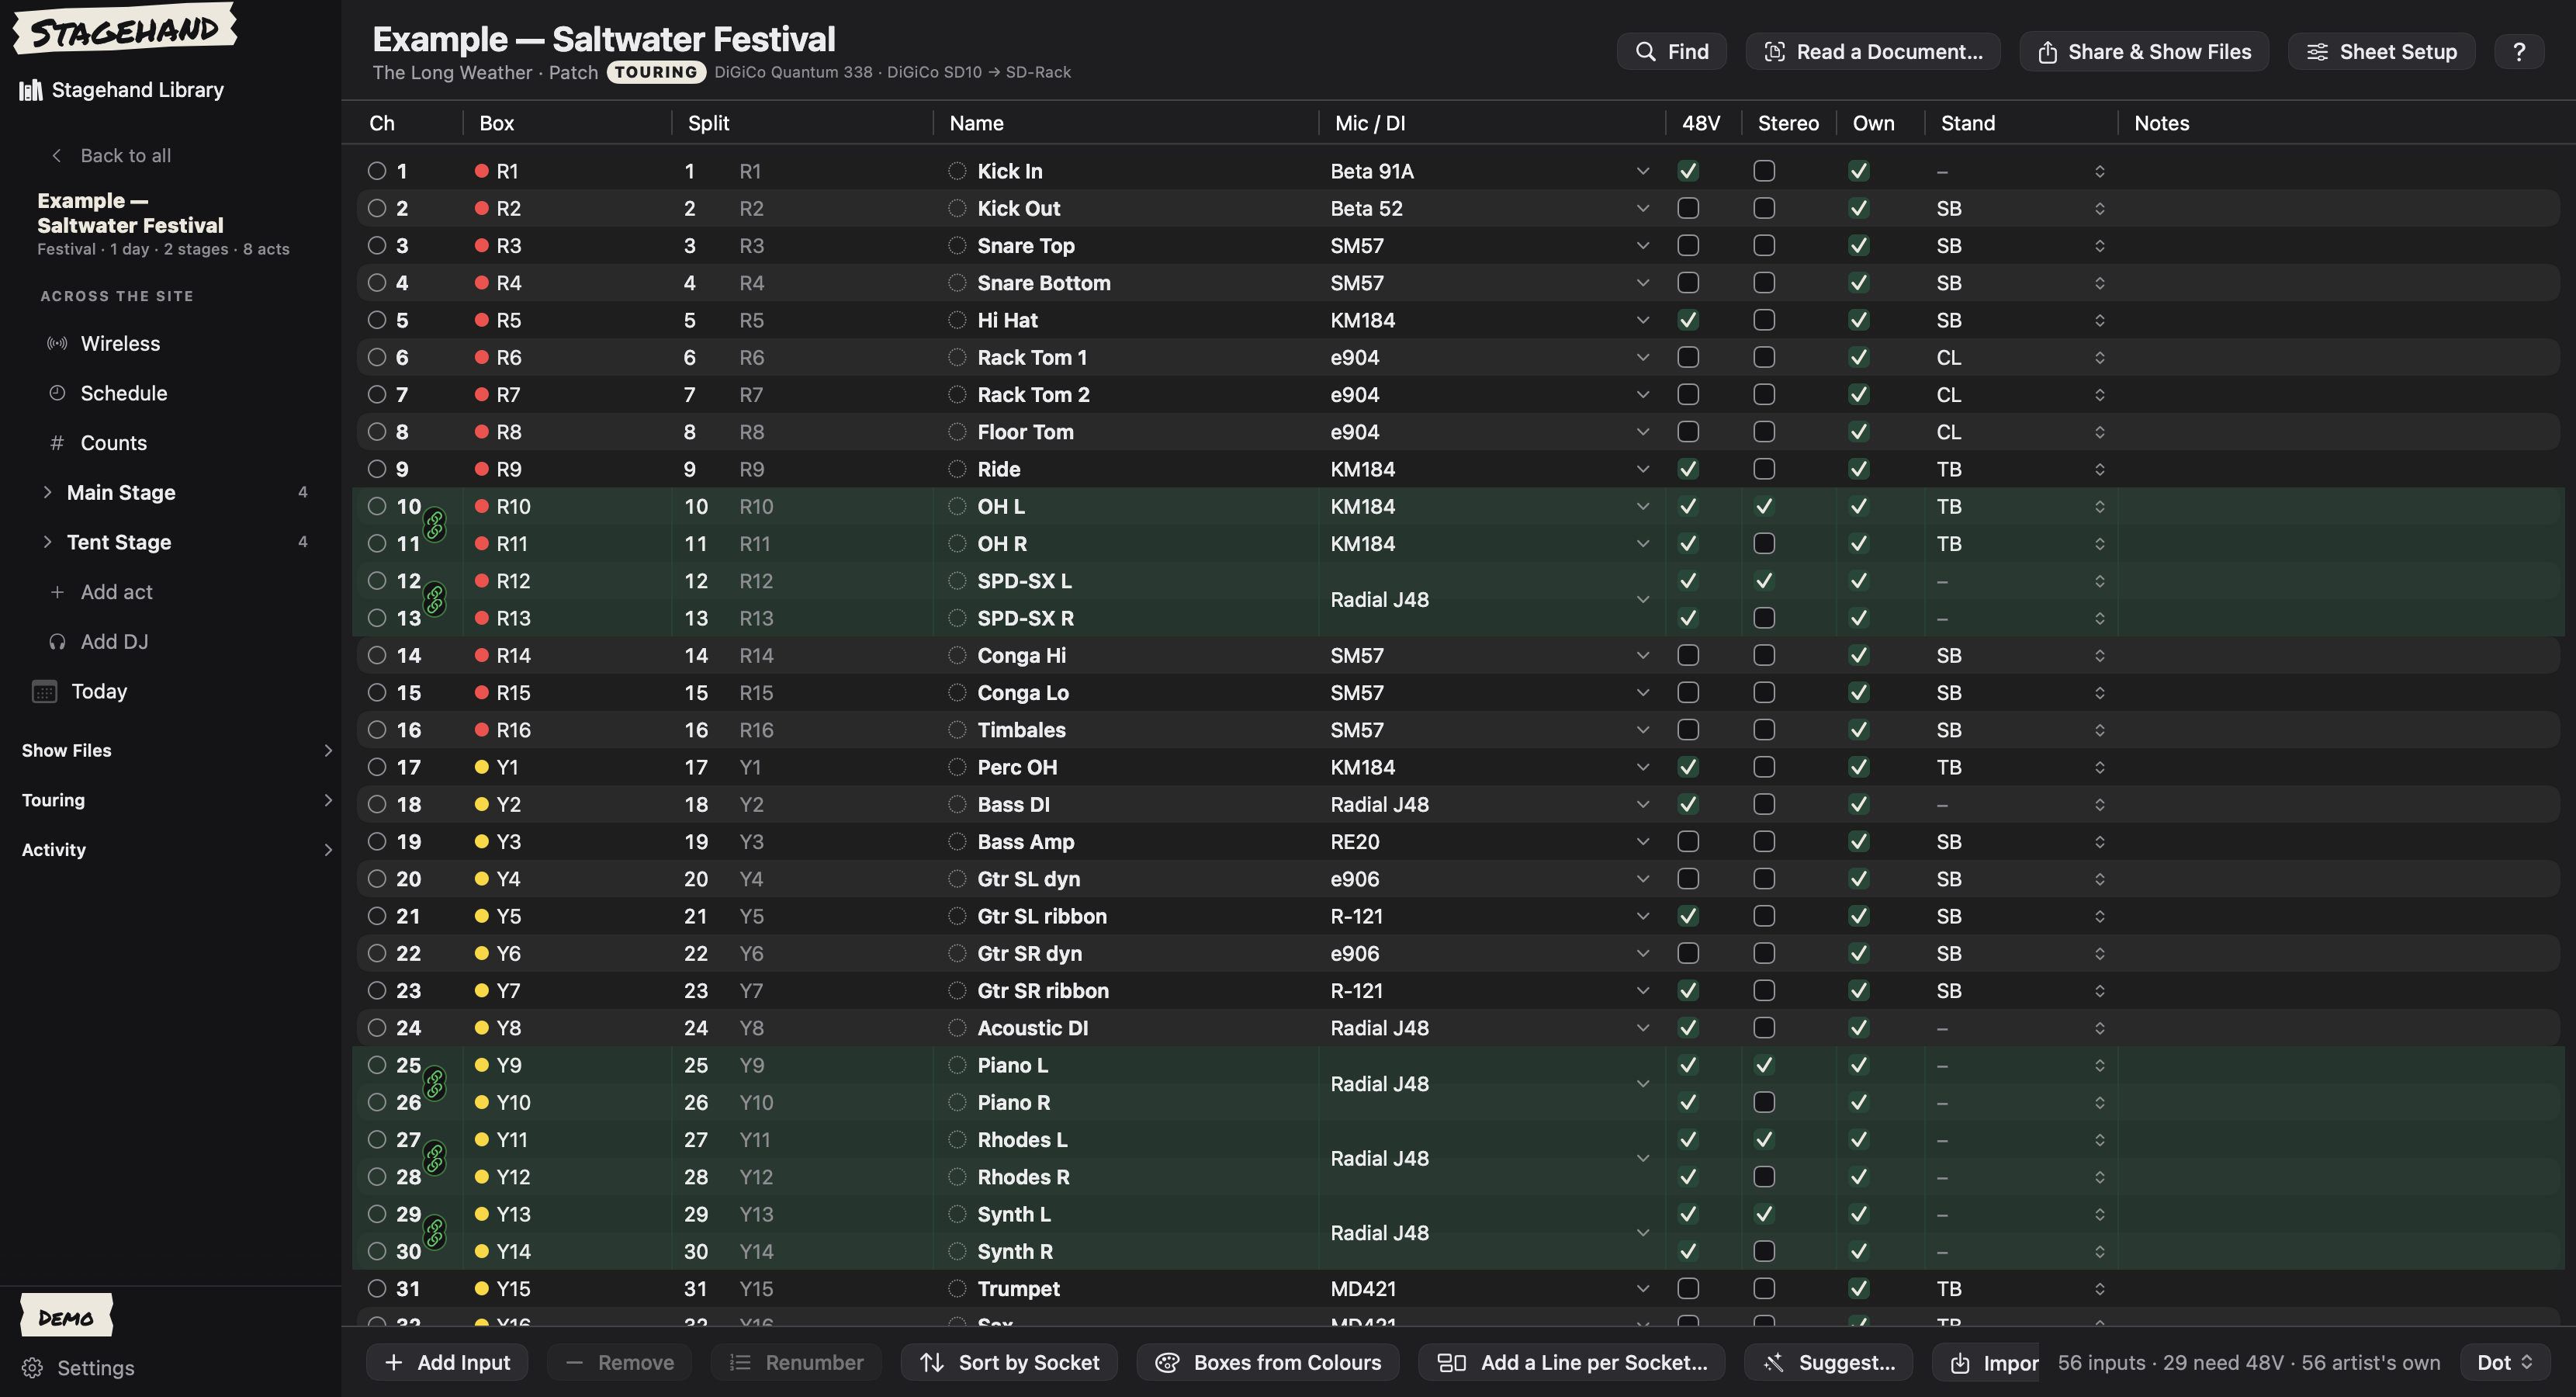 STAGEHAND
Stagehand Library
Back to all
Example —
Saltwater Festival
Festival · 1 day · 2 stages · 8 acts
ACROSS THE SITE
Wireless
Schedule
# Counts
Main Stage 4
Tent Stage 4
+ Add act
Add DJ
Today
Show Files
Touring
Activity
DEMO
Settings
Example — Saltwater Festival
The Long Weather · Patch TOURING DiGiCo Quantum 338 · DiGiCo SD10 → SD-Rack
Find
Read a Document...
Share & Show Files
Sheet Setup
?
Ch Box Split Name Mic / DI 48V Stereo Own Stand Notes
1 R1 1 R1 Kick In Beta 91A –
2 R2 2 R2 Kick Out Beta 52 SB
3 R3 3 R3 Snare Top SM57 SB
4 R4 4 R4 Snare Bottom SM57 SB
5 R5 5 R5 Hi Hat KM184 SB
6 R6 6 R6 Rack Tom 1 e904 CL
7 R7 7 R7 Rack Tom 2 e904 CL
8 R8 8 R8 Floor Tom e904 CL
9 R9 9 R9 Ride KM184 TB
10 R10 10 R10 OH L KM184 TB
11 R11 11 R11 OH R KM184 TB
12 R12 12 R12 SPD-SX L –
Radial J48
13 R13 13 R13 SPD-SX R –
14 R14 14 R14 Conga Hi SM57 SB
15 R15 15 R15 Conga Lo SM57 SB
16 R16 16 R16 Timbales SM57 SB
17 Y1 17 Y1 Perc OH KM184 TB
18 Y2 18 Y2 Bass DI Radial J48 –
19 Y3 19 Y3 Bass Amp RE20 SB
20 Y4 20 Y4 Gtr SL dyn e906 SB
21 Y5 21 Y5 Gtr SL ribbon R-121 SB
22 Y6 22 Y6 Gtr SR dyn e906 SB
23 Y7 23 Y7 Gtr SR ribbon R-121 SB
24 Y8 24 Y8 Acoustic DI Radial J48 –
25 Y9 25 Y9 Piano L –
Radial J48
26 Y10 26 Y10 Piano R –
27 Y11 27 Y11 Rhodes L –
Radial J48
28 Y12 28 Y12 Rhodes R –
29 Y13 29 Y13 Synth L –
Radial J48
30 Y14 30 Y14 Synth R –
31 Y15 31 Y15 Trumpet MD421 TB
32 Y16 32 Y16 Sax MD421 TB
+ Add Input
– Remove
Renumber
Sort by Socket
Boxes from Colours
Add a Line per Socket...
Suggest...
Impor
56 inputs · 29 need 48V · 56 artist's own
Dot